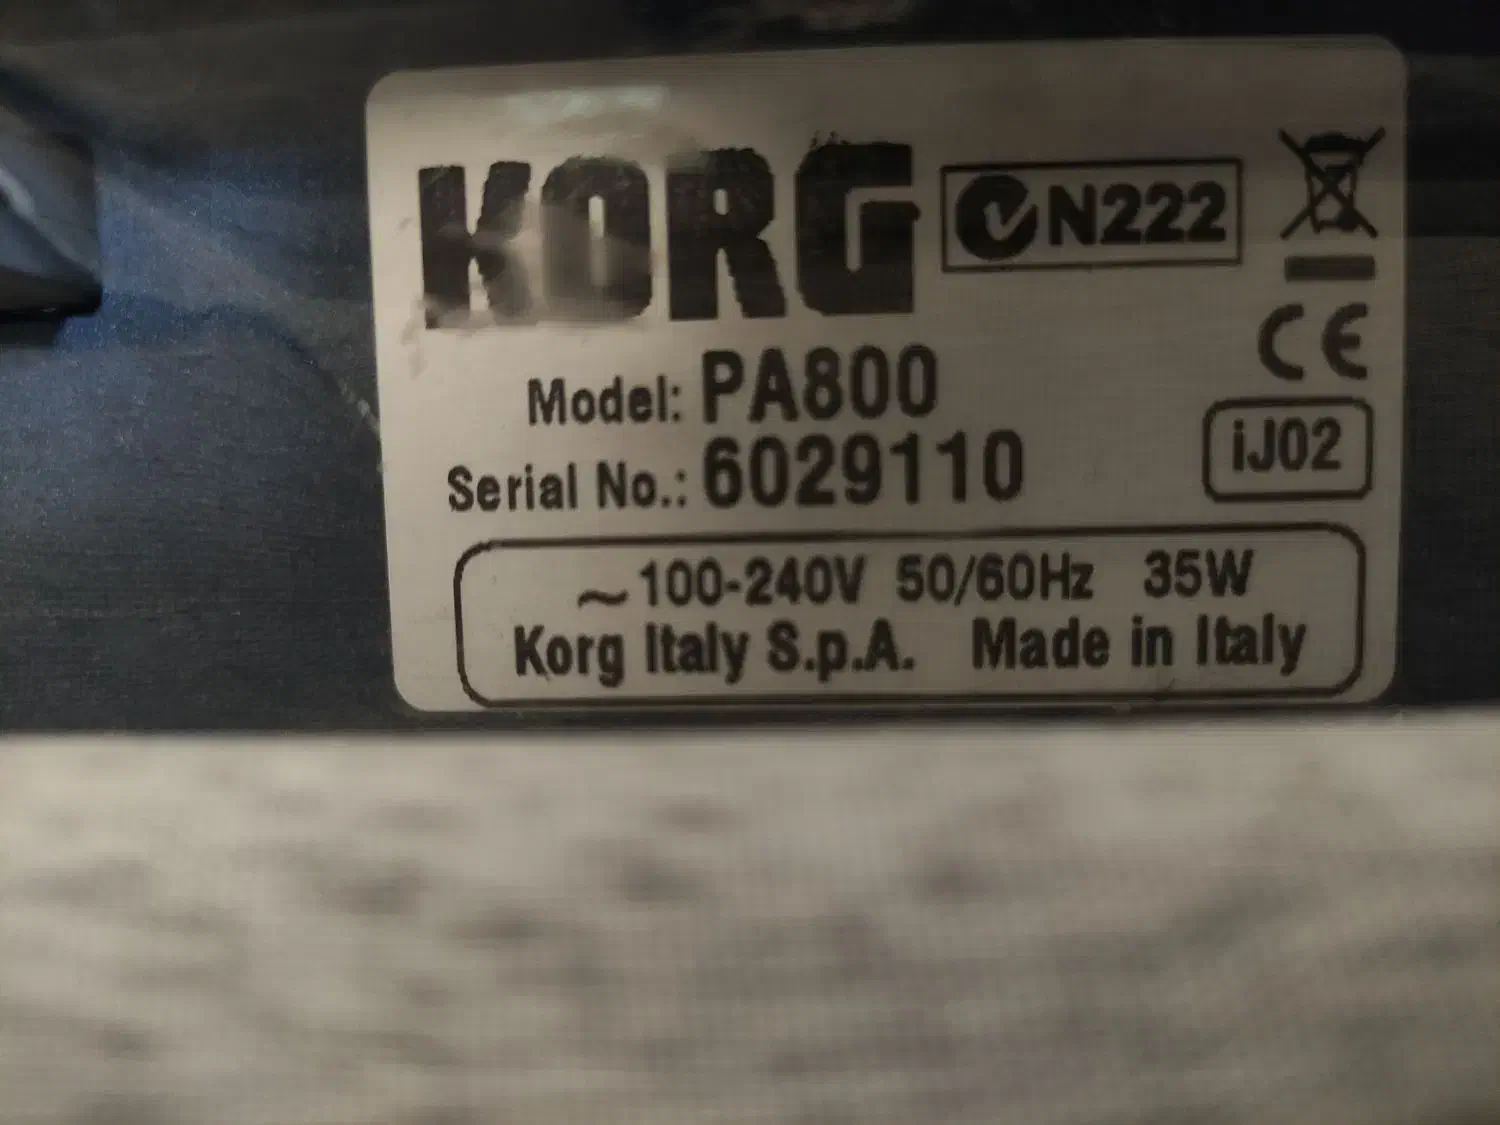 KORG N222
CE
Model: PA800
Serial No.: 6029110
iJ02
~100-240V 50/60Hz 35W
Korg Italy S.p.A. Made in Italy